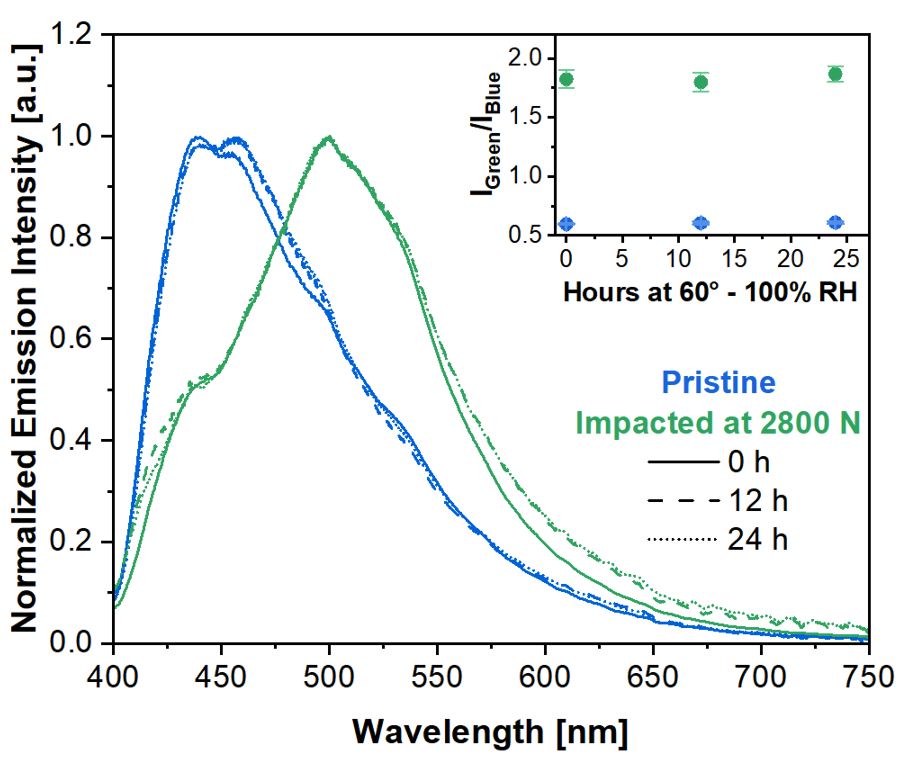 Normalized Emission Intensity [a.u.]
1.2
1.0
0.8
0.6
0.4
0.2
0.0
400 450 500 550 600 650 700 750
Wavelength [nm]
I_Green/I_Blue
2.0
1.5
1.0
0.5
0 5 10 15 20 25
Hours at 60° - 100% RH
Pristine
Impacted at 2800 N
0 h
12 h
24 h